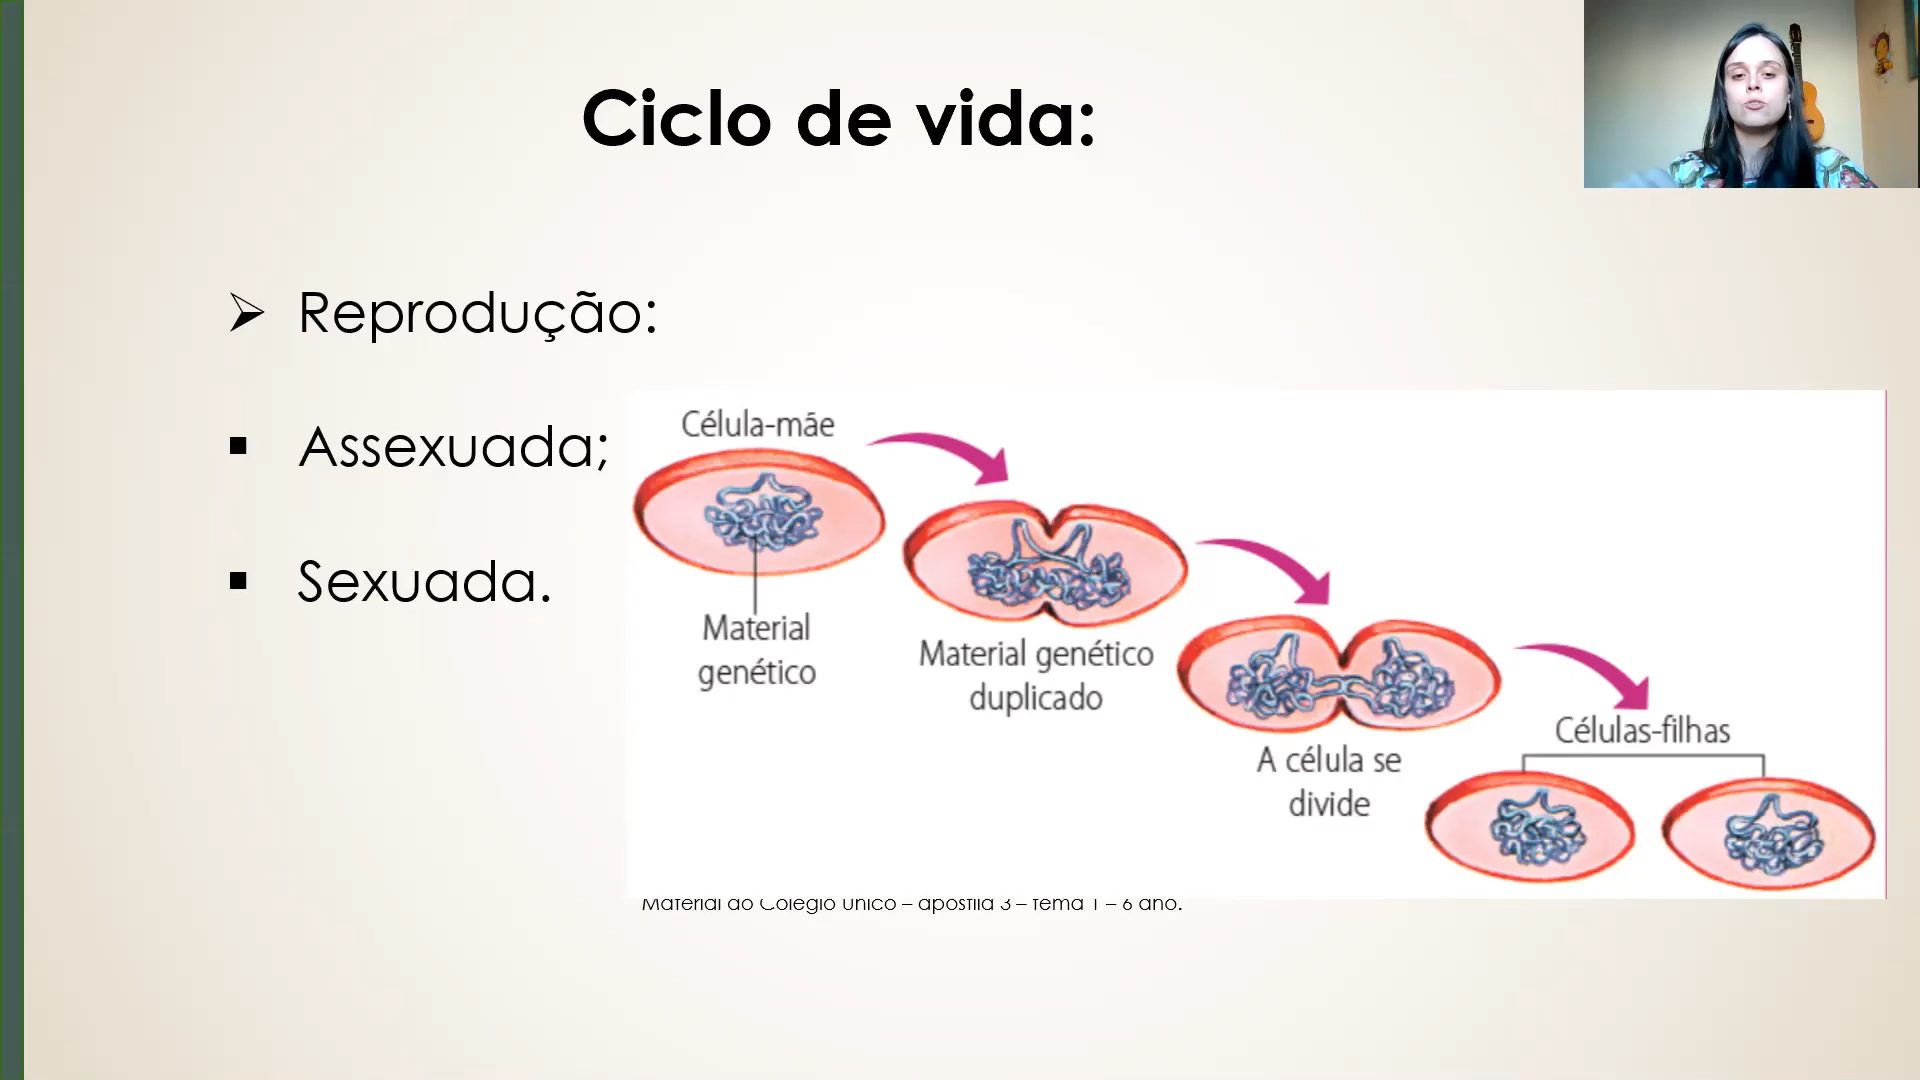 Ciclo de vida:
Reprodução:
Assexuada;
Sexuada.
Célula-mãe
Material
genético
Material genético
duplicado
A célula se
divide
Células-filhas
Material do Colégio Único – apostila 3 – Tema 1 – 6 ano.